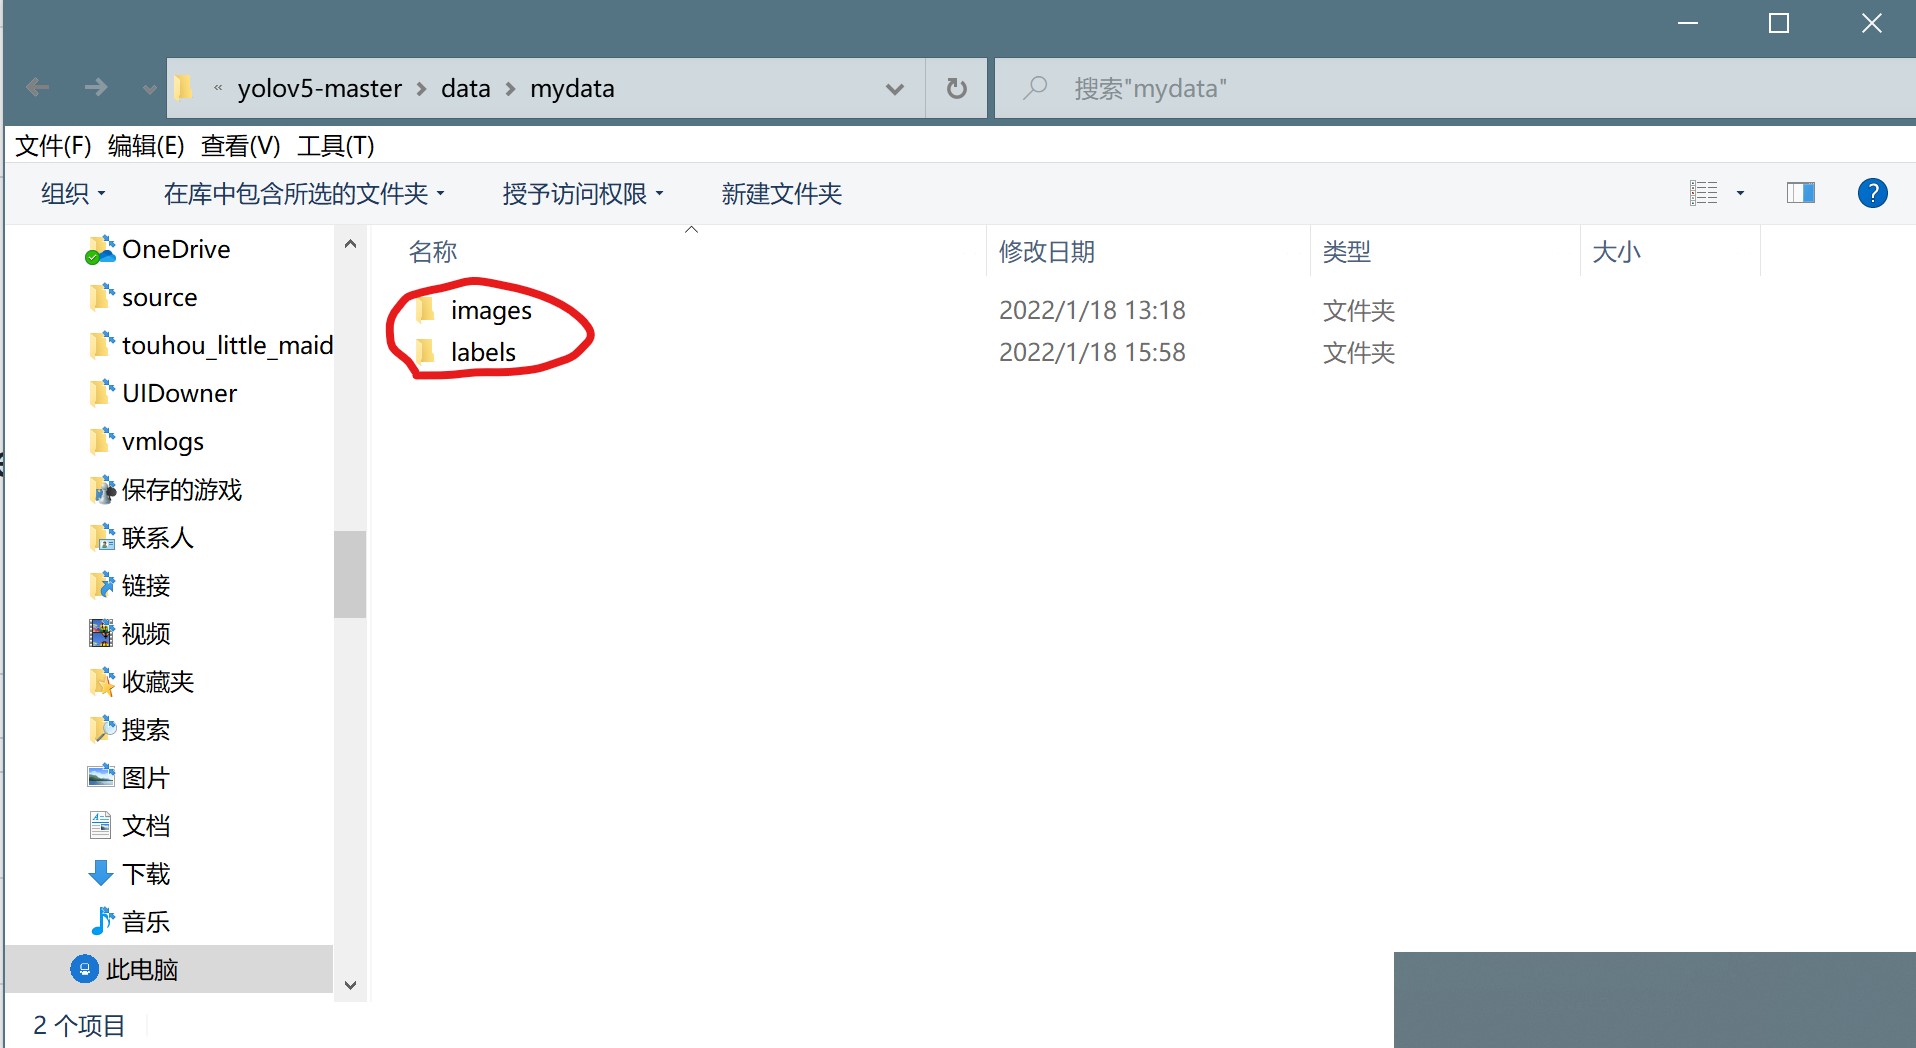 « yolov5-master > data > mydata
搜索"mydata"
文件(F) 编辑(E) 查看(V) 工具(T)
组织 在库中包含所选的文件夹 授予访问权限 新建文件夹 ?
OneDrive
source
touhou_little_maid
UIDowner
vmlogs
保存的游戏
联系人
链接
视频
收藏夹
搜索
图片
文档
下载
音乐
此电脑
名称 修改日期 类型 大小
images 2022/1/18 13:18 文件夹
labels 2022/1/18 15:58 文件夹
2 个项目